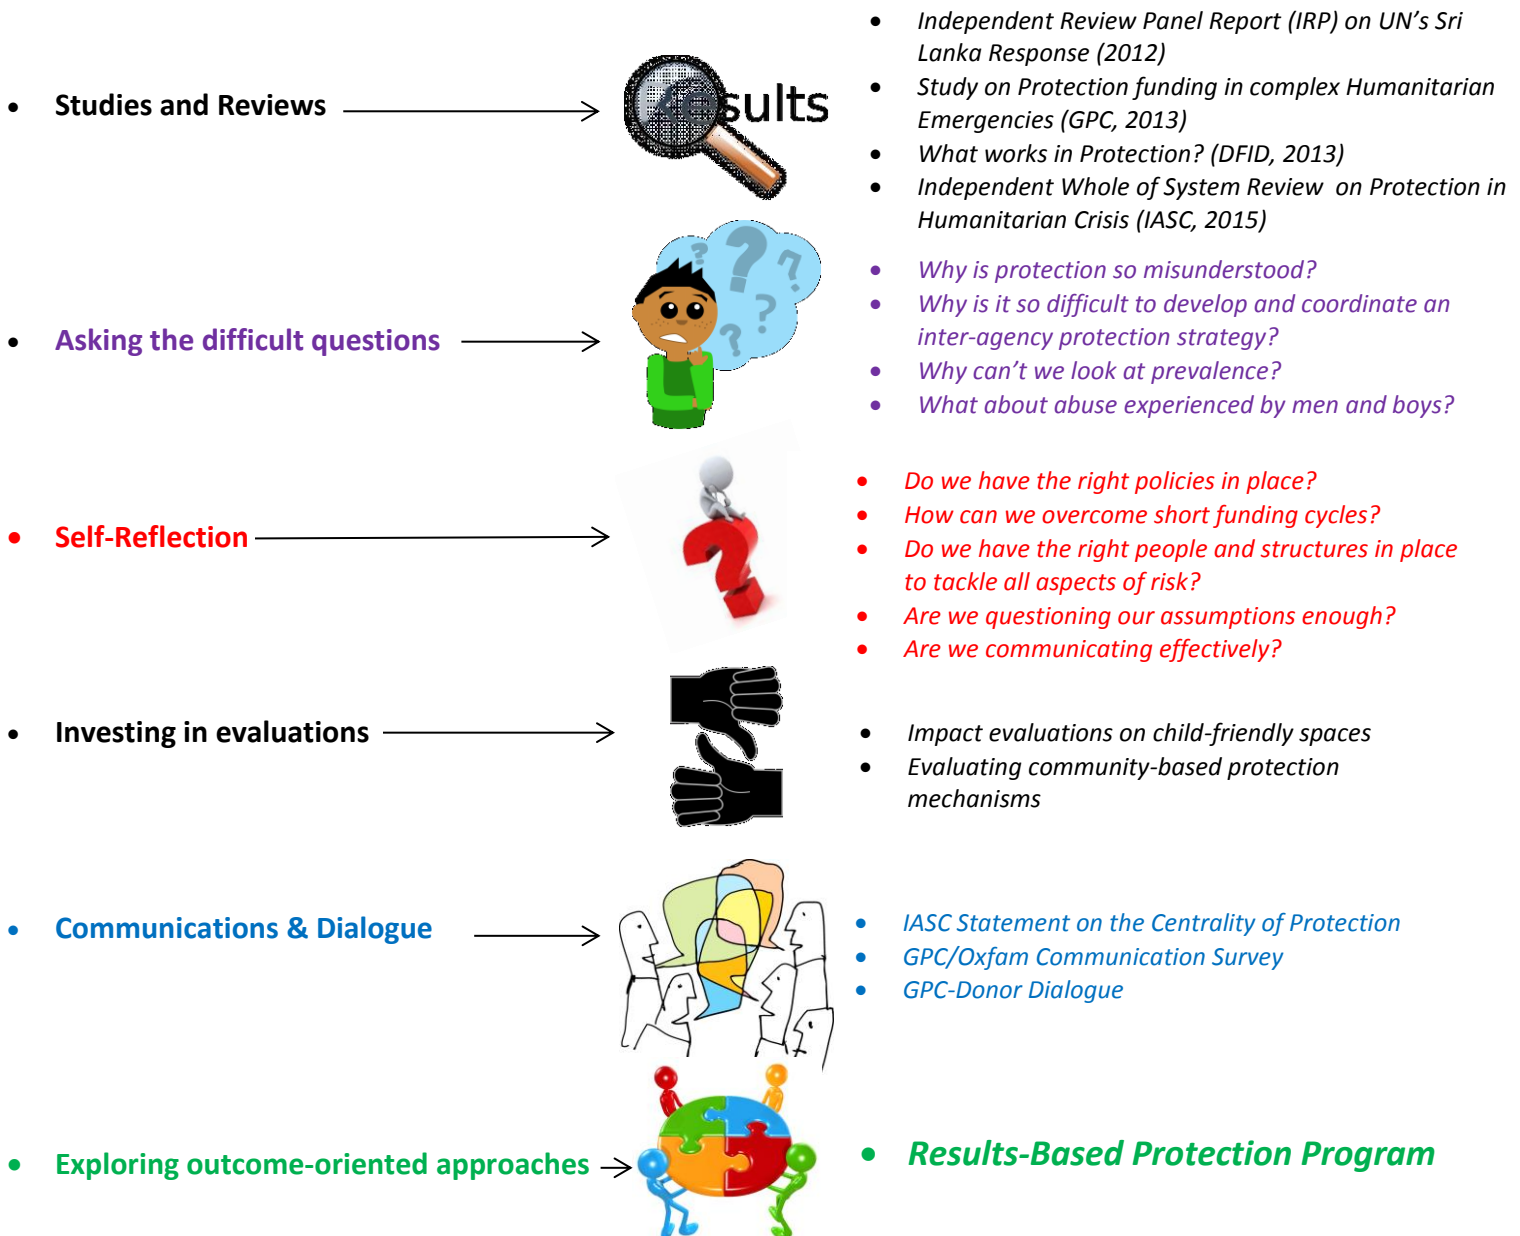 • Studies and Reviews
Results
• Independent Review Panel Report (IRP) on UN's Sri
Lanka Response (2012)
• Study on Protection funding in complex Humanitarian
Emergencies (GPC, 2013)
• What works in Protection? (DFID, 2013)
• Independent Whole of System Review on Protection in
Humanitarian Crisis (IASC, 2015)
• Asking the difficult questions
? ? ? ? ?
• Why is protection so misunderstood?
• Why is it so difficult to develop and coordinate an
inter-agency protection strategy?
• Why can't we look at prevalence?
• What about abuse experienced by men and boys?
• Self-Reflection
?
• Do we have the right policies in place?
• How can we overcome short funding cycles?
• Do we have the right people and structures in place
to tackle all aspects of risk?
• Are we questioning our assumptions enough?
• Are we communicating effectively?
• Investing in evaluations
• Impact evaluations on child-friendly spaces
• Evaluating community-based protection
mechanisms
• Communications & Dialogue
• IASC Statement on the Centrality of Protection
• GPC/Oxfam Communication Survey
• GPC-Donor Dialogue
• Exploring outcome-oriented approaches
• Results-Based Protection Program